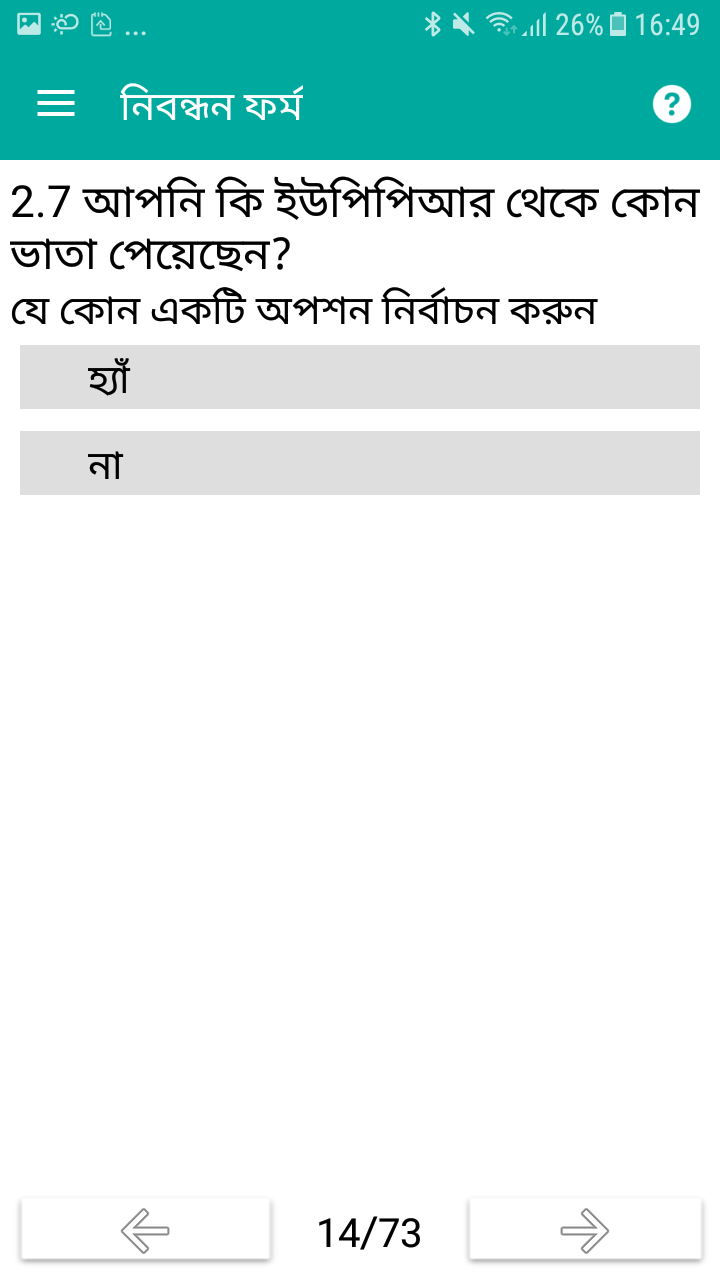 ... 26% 16:49
নিবন্ধন ফর্ম ?
2.7 আপনি কি ইউপিপিআর থেকে কোন
ভাতা পেয়েছেন?
যে কোন একটি অপশন নির্বাচন করুন
হ্যাঁ
না
14/73